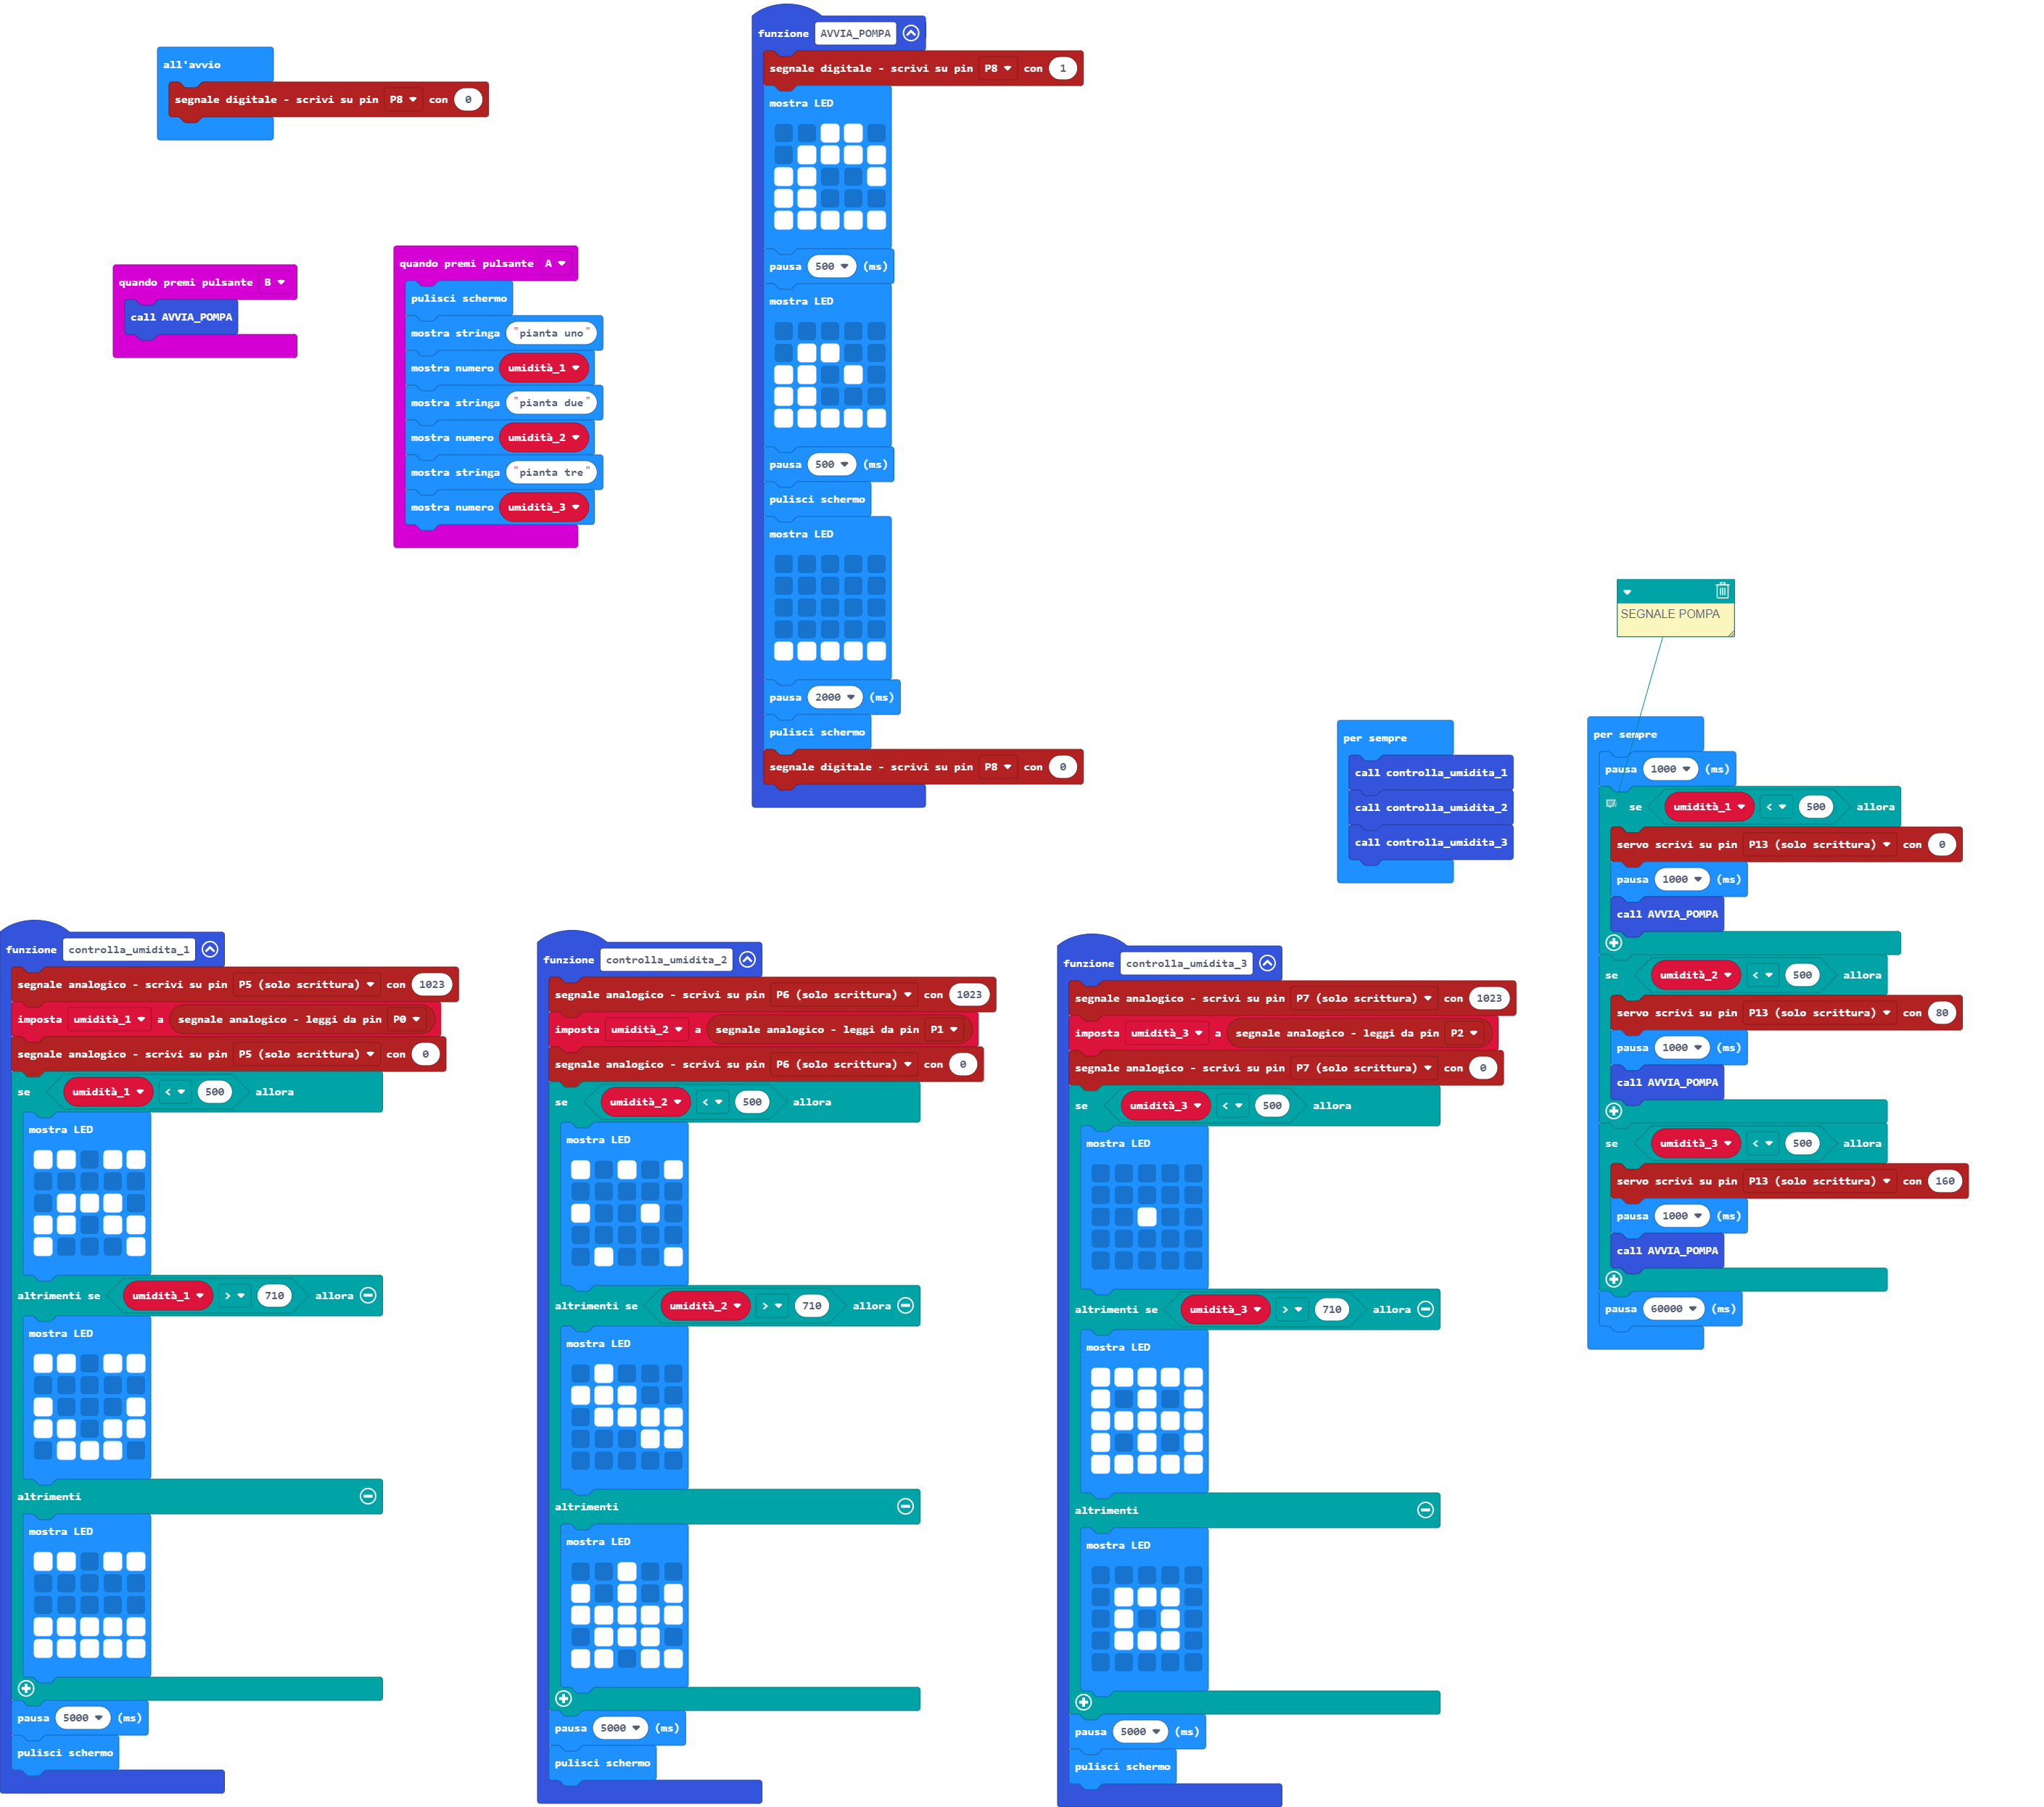 all'avvio
segnale digitale - scrivi su pin P8 con 0
quando premi pulsante B
call AVVIA_POMPA
quando premi pulsante A
pulisci schermo
mostra stringa "pianta uno"
mostra numero umidità_1
mostra stringa "pianta due"
mostra numero umidità_2
mostra stringa "pianta tre"
mostra numero umidità_3
funzione AVVIA_POMPA
segnale digitale - scrivi su pin P8 con 1
mostra LED
pausa 500 (ms)
mostra LED
pausa 500 (ms)
pulisci schermo
mostra LED
pausa 2000 (ms)
pulisci schermo
segnale digitale - scrivi su pin P8 con 0
per sempre
call controlla_umidita_1
call controlla_umidita_2
call controlla_umidita_3
SEGNALE POMPA
per sempre
pausa 1000 (ms)
se umidità_1 < 500 allora
servo scrivi su pin P13 (solo scrittura) con 0
pausa 1000 (ms)
call AVVIA_POMPA
se umidità_2 < 500 allora
servo scrivi su pin P13 (solo scrittura) con 80
pausa 1000 (ms)
call AVVIA_POMPA
se umidità_3 < 500 allora
servo scrivi su pin P13 (solo scrittura) con 160
pausa 1000 (ms)
call AVVIA_POMPA
pausa 60000 (ms)
funzione controlla_umidita_1
segnale analogico - scrivi su pin P5 (solo scrittura) con 1023
imposta umidità_1 a segnale analogico - leggi da pin P0
segnale analogico - scrivi su pin P5 (solo scrittura) con 0
se umidità_1 < 500 allora
mostra LED
altrimenti se umidità_1 > 710 allora
mostra LED
altrimenti
mostra LED
pausa 5000 (ms)
pulisci schermo
funzione controlla_umidita_2
segnale analogico - scrivi su pin P6 (solo scrittura) con 1023
imposta umidità_2 a segnale analogico - leggi da pin P1
segnale analogico - scrivi su pin P6 (solo scrittura) con 0
se umidità_2 < 500 allora
mostra LED
altrimenti se umidità_2 > 710 allora
mostra LED
altrimenti
mostra LED
pausa 5000 (ms)
pulisci schermo
funzione controlla_umidita_3
segnale analogico - scrivi su pin P7 (solo scrittura) con 1023
imposta umidità_3 a segnale analogico - leggi da pin P2
segnale analogico - scrivi su pin P7 (solo scrittura) con 0
se umidità_3 < 500 allora
mostra LED
altrimenti se umidità_3 > 710 allora
mostra LED
altrimenti
mostra LED
pausa 5000 (ms)
pulisci schermo